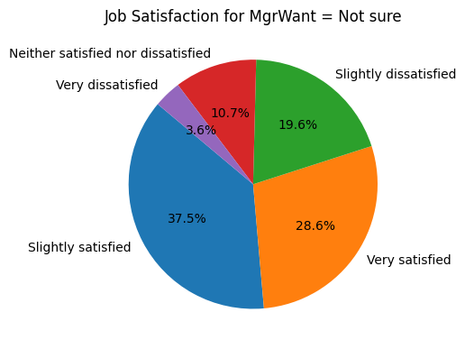 Job Satisfaction for MgrWant = Not sure
Neither satisfied nor dissatisfied
Slightly dissatisfied
Very dissatisfied
10.7%
19.6%
3.6%
37.5%
28.6%
Slightly satisfied
Very satisfied